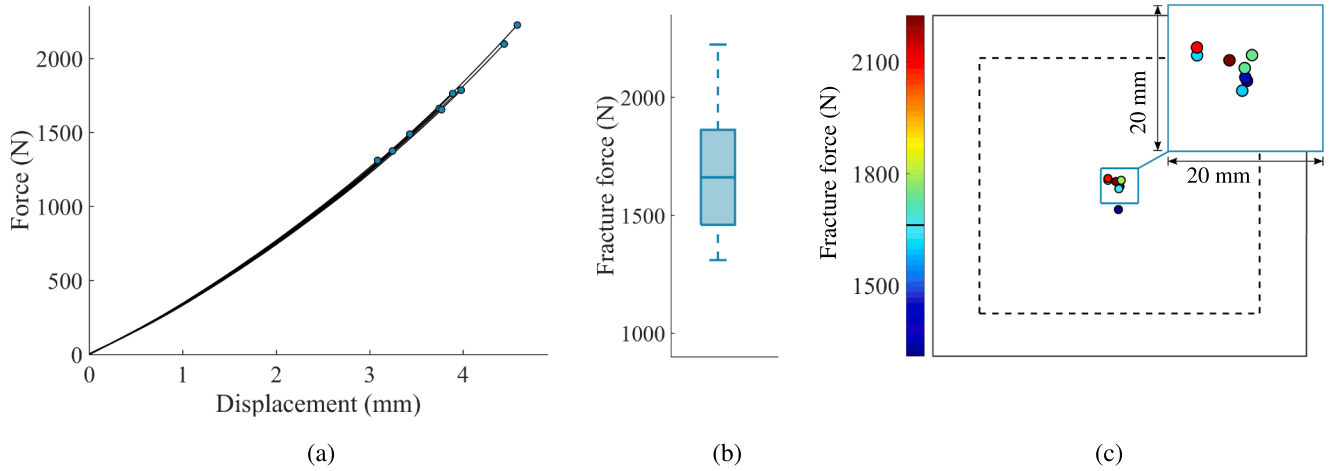 Force (N)
2000
1500
1000
500
0
0 1 2 3 4
Displacement (mm)
(a)
Fracture force (N)
2000
1500
1000
(b)
Fracture force (N)
2100
1800
1500
20 mm
20 mm
(c)